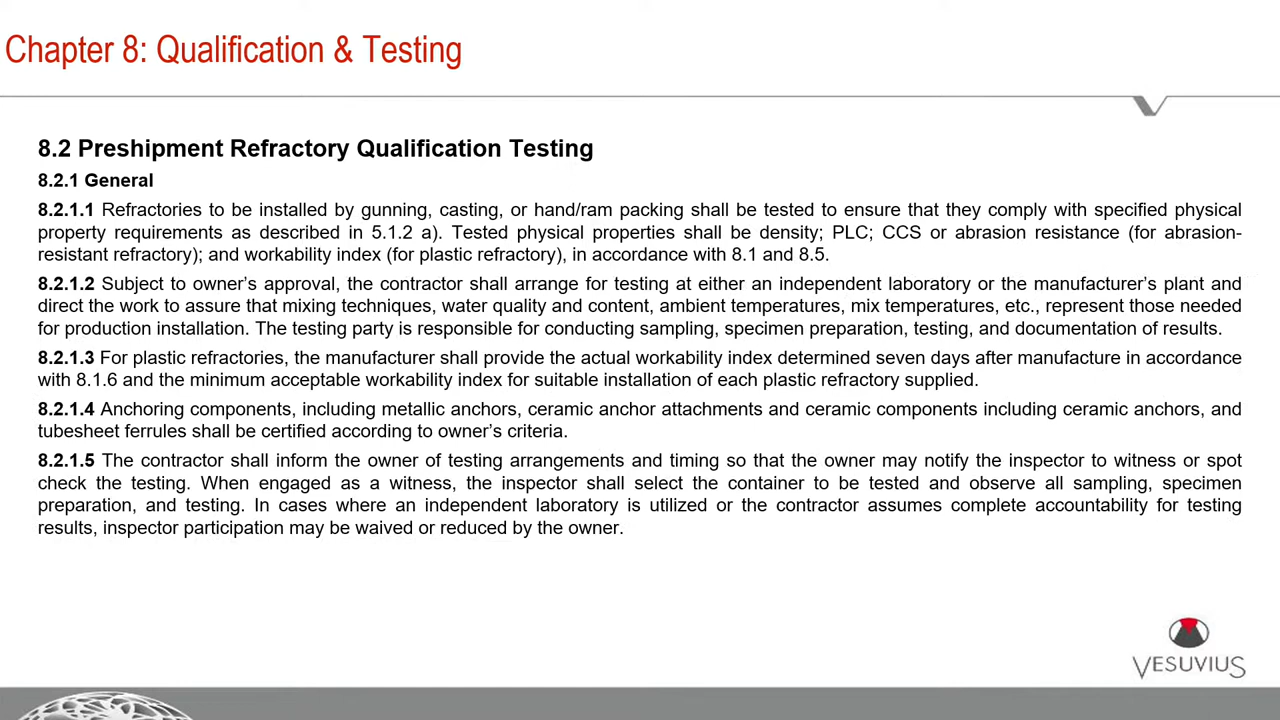 Chapter 8: Qualification & Testing
8.2 Preshipment Refractory Qualification Testing
8.2.1 General
8.2.1.1 Refractories to be installed by gunning, casting, or hand/ram packing shall be tested to ensure that they comply with specified physical
property requirements as described in 5.1.2 a). Tested physical properties shall be density; PLC; CCS or abrasion resistance (for abrasion-
resistant refractory); and workability index (for plastic refractory), in accordance with 8.1 and 8.5.
8.2.1.2 Subject to owner’s approval, the contractor shall arrange for testing at either an independent laboratory or the manufacturer’s plant and
direct the work to assure that mixing techniques, water quality and content, ambient temperatures, mix temperatures, etc., represent those needed
for production installation. The testing party is responsible for conducting sampling, specimen preparation, testing, and documentation of results.
8.2.1.3 For plastic refractories, the manufacturer shall provide the actual workability index determined seven days after manufacture in accordance
with 8.1.6 and the minimum acceptable workability index for suitable installation of each plastic refractory supplied.
8.2.1.4 Anchoring components, including metallic anchors, ceramic anchor attachments and ceramic components including ceramic anchors, and
tubesheet ferrules shall be certified according to owner’s criteria.
8.2.1.5 The contractor shall inform the owner of testing arrangements and timing so that the owner may notify the inspector to witness or spot
check the testing. When engaged as a witness, the inspector shall select the container to be tested and observe all sampling, specimen
preparation, and testing. In cases where an independent laboratory is utilized or the contractor assumes complete accountability for testing
results, inspector participation may be waived or reduced by the owner.
VESUVIUS